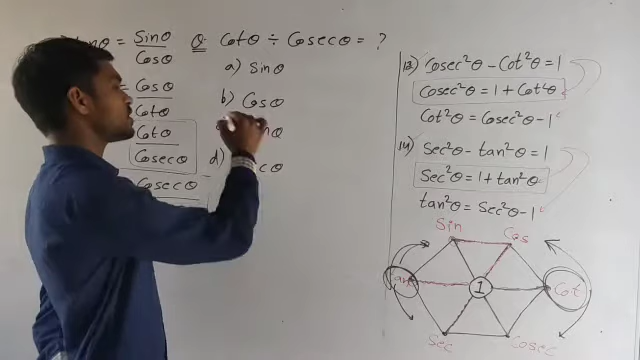 tanθ = Sinθ / Cosθ
Cosθ / Cotθ
Cotθ / Cosecθ
Cosecθ
Q Cotθ ÷ Cosecθ = ?
a) Sinθ
b) Cosθ
d)
13) Cosec²θ - Cot²θ = 1
Cosec²θ = 1 + Cot²θ
Cot²θ = Cosec²θ - 1
14) Sec²θ - tan²θ = 1
Sec²θ = 1 + tan²θ
tan²θ = Sec²θ - 1
Sin Cos
tan 1 Cot
Sec Cosec